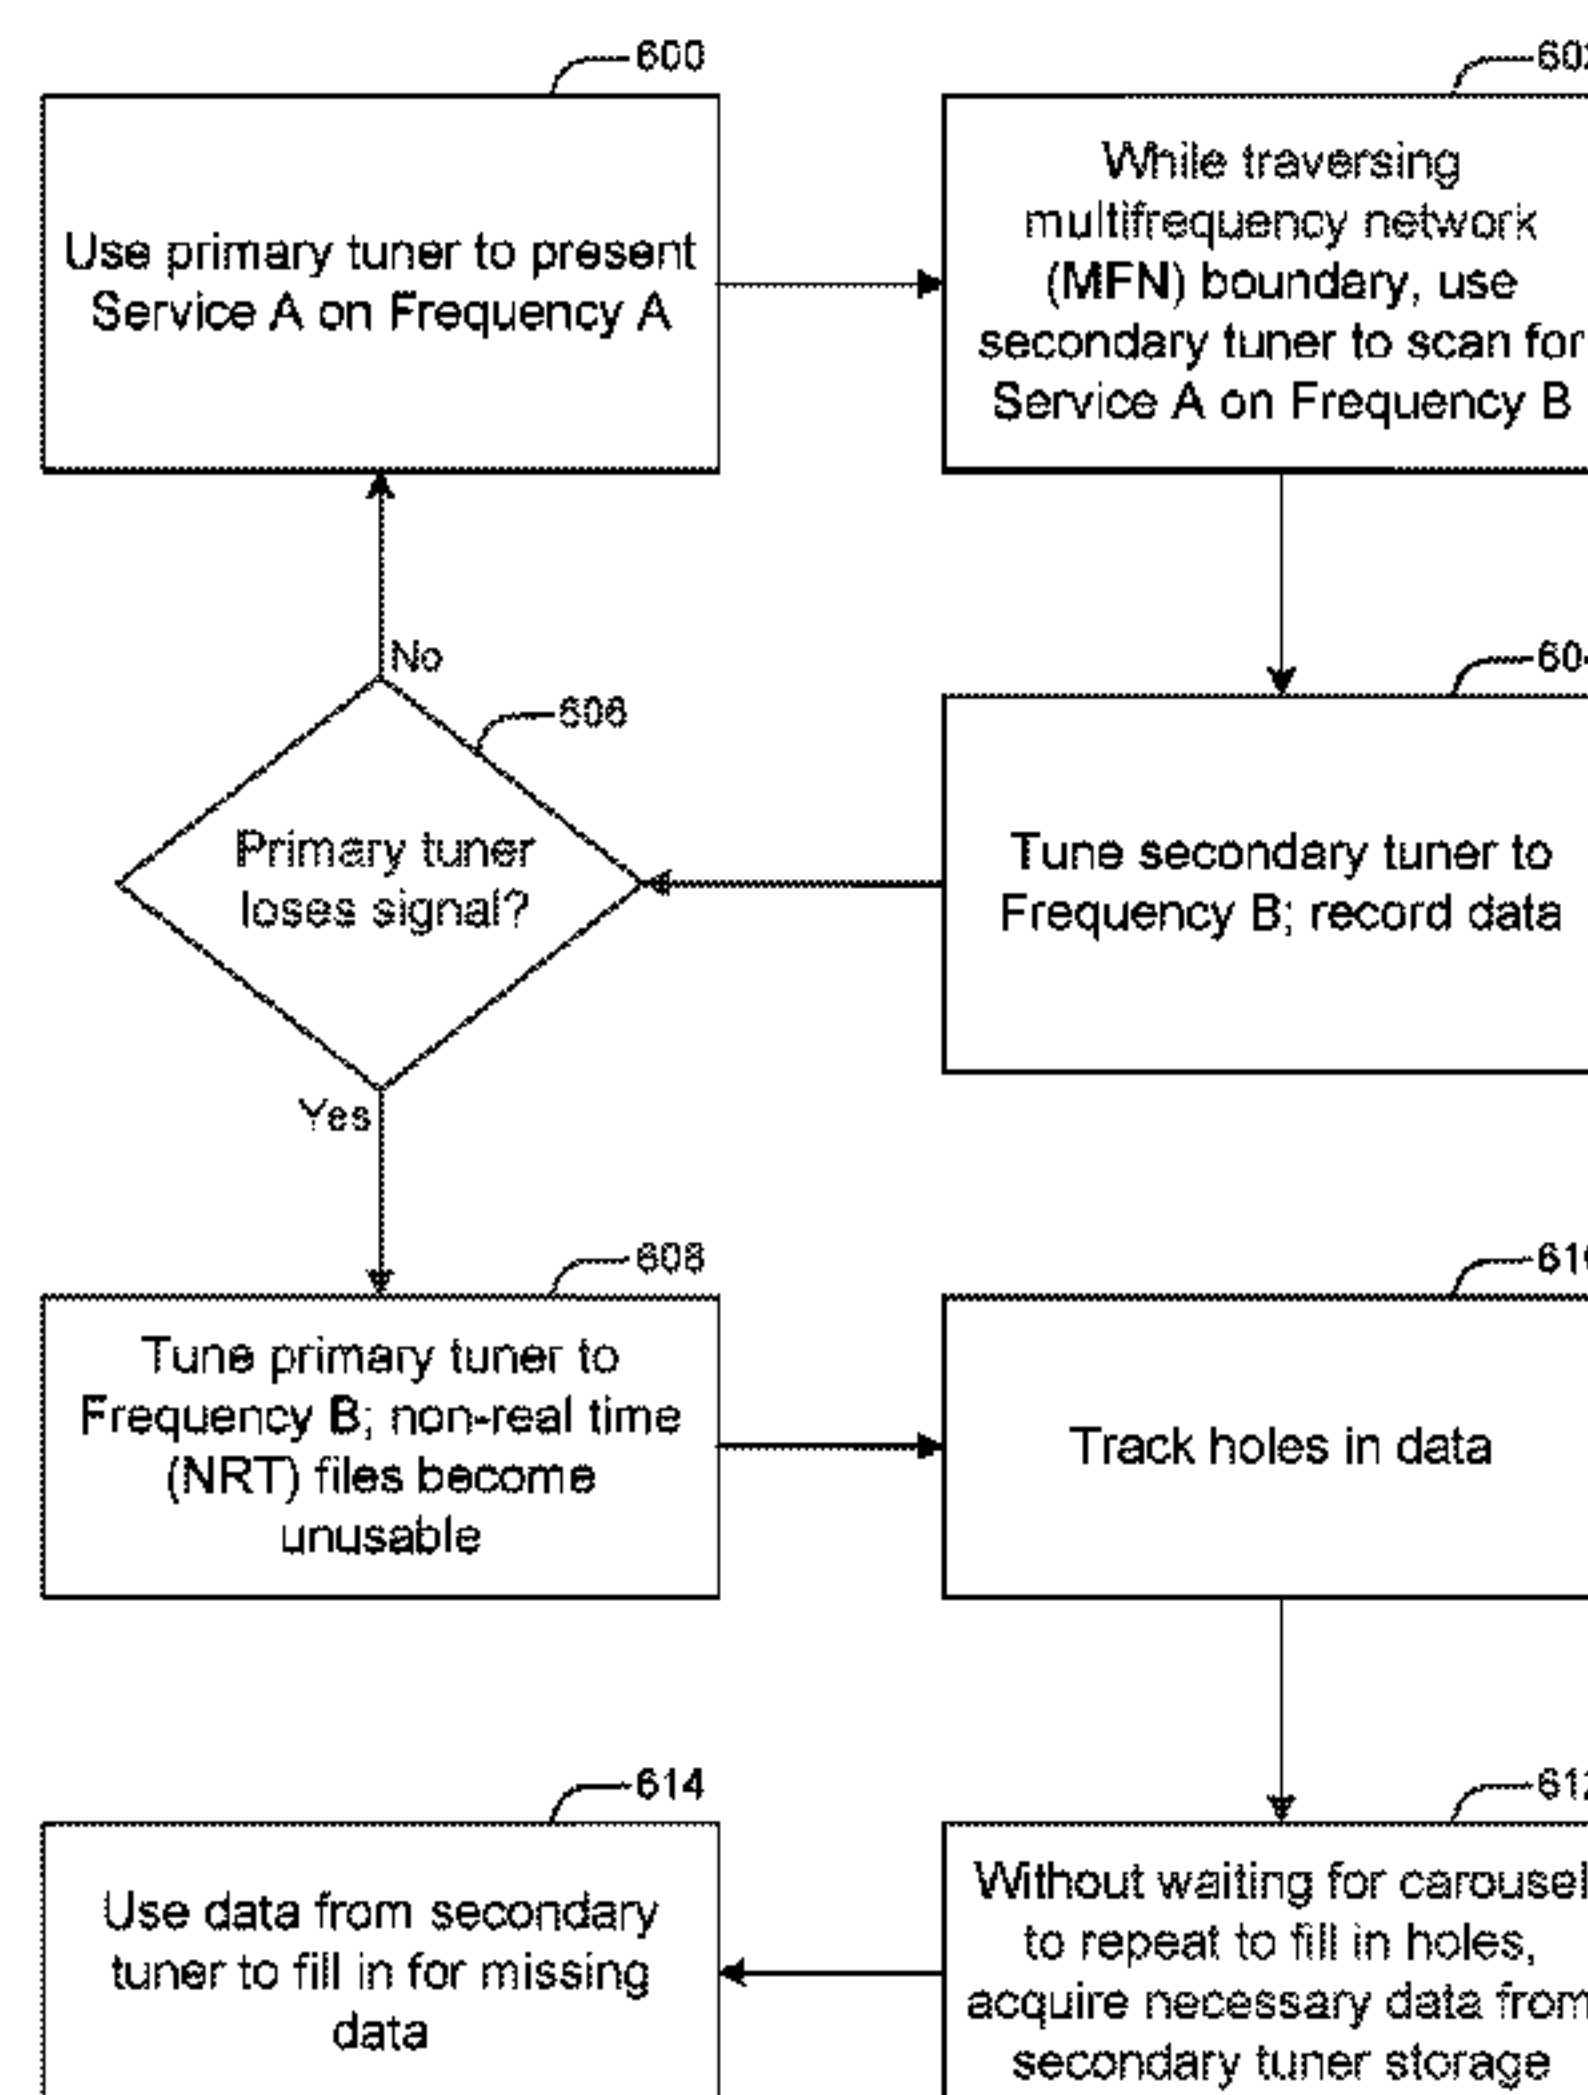 600
Use primary tuner to present
Service A on Frequency A
While traversing
multifrequency network
(MFN) boundary, use
secondary tuner to scan for
Service A on Frequency B
No
606
Primary tuner
loses signal?
Yes
Tune secondary tuner to
Frequency B; record data
608
Tune primary tuner to
Frequency B; non-real time
(NRT) files become
unusable
Track holes in data
Without waiting for carousel
to repeat to fill in holes,
acquire necessary data from
secondary tuner storage
614
Use data from secondary
tuner to fill in for missing
data